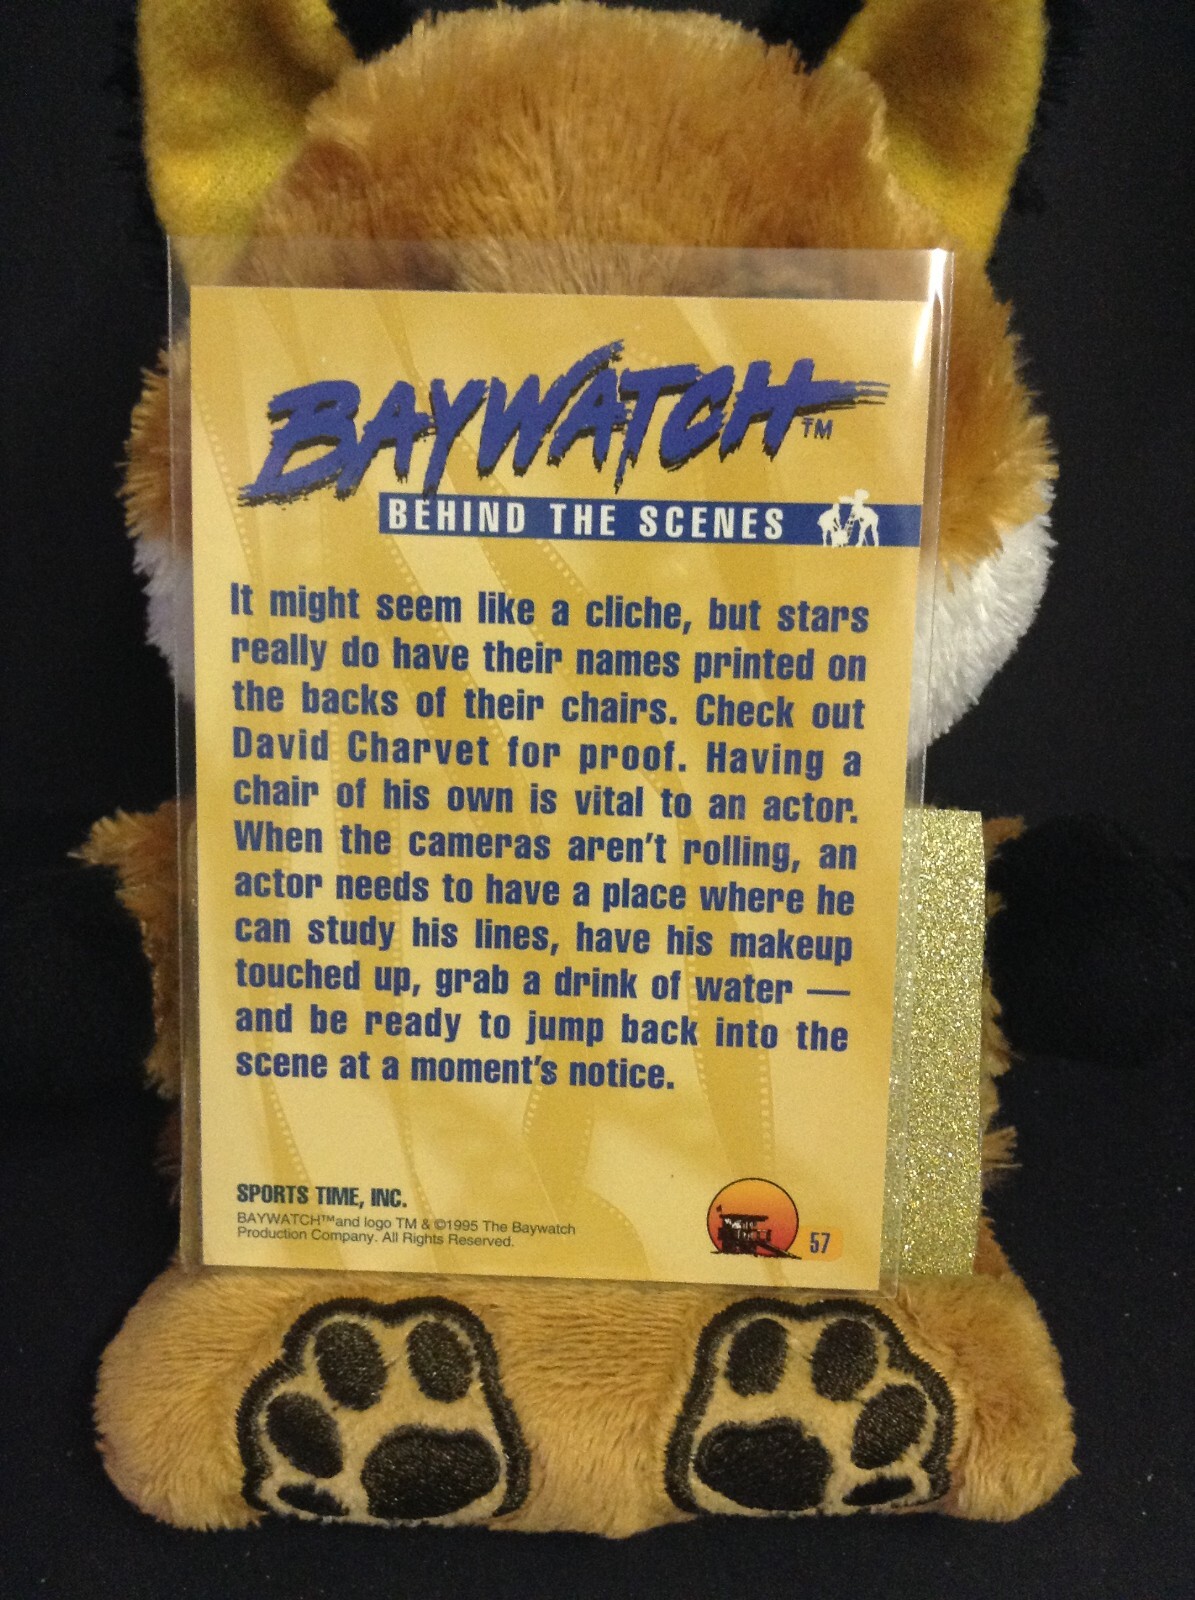 BAYWATCH™
BEHIND THE SCENES
It might seem like a cliche, but stars
really do have their names printed on
the backs of their chairs. Check out
David Charvet for proof. Having a
chair of his own is vital to an actor.
When the cameras aren't rolling, an
actor needs to have a place where he
can study his lines, have his makeup
touched up, grab a drink of water —
and be ready to jump back into the
scene at a moment's notice.
SPORTS TIME, INC.
BAYWATCH™and logo TM & ©1995 The Baywatch
Production Company. All Rights Reserved.
57